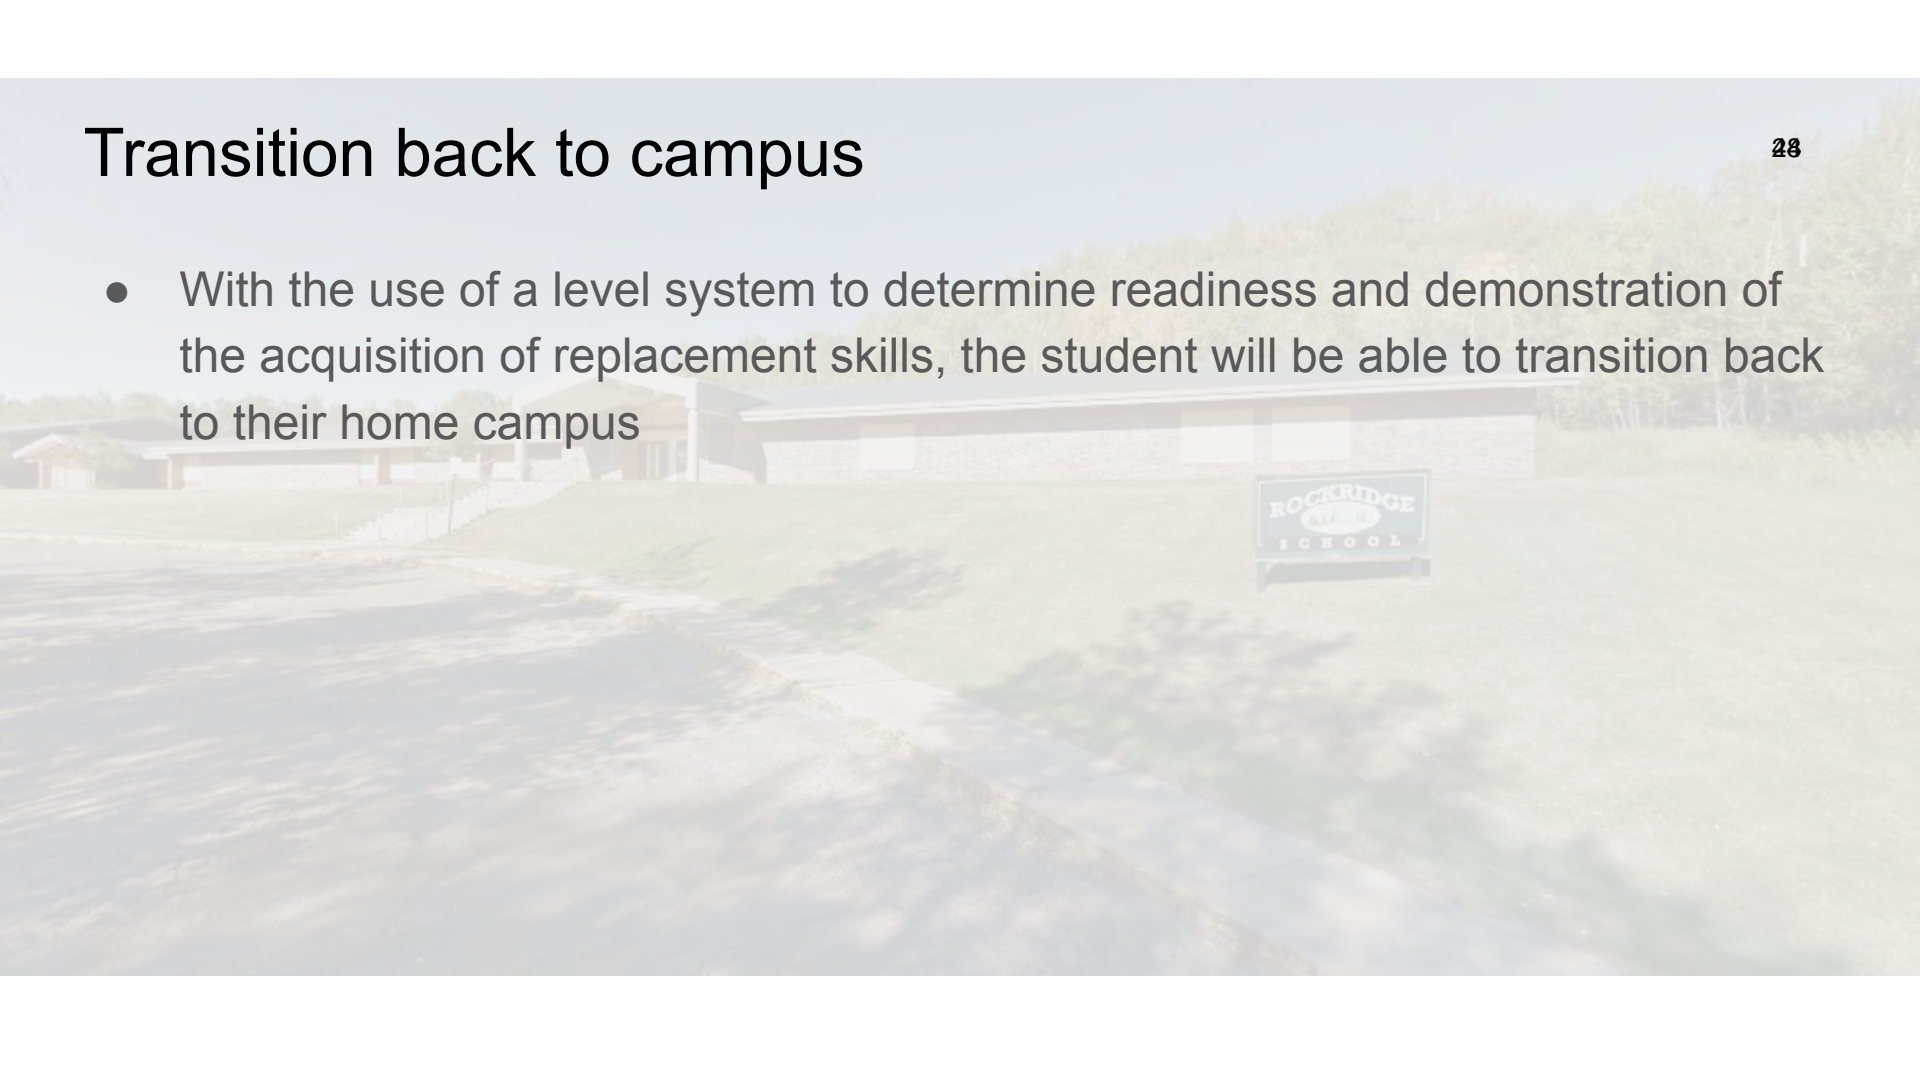 Transition back to campus
● With the use of a level system to determine readiness and demonstration of
the acquisition of replacement skills, the student will be able to transition back
to their home campus
ROCKRIDGE
SCHOOL